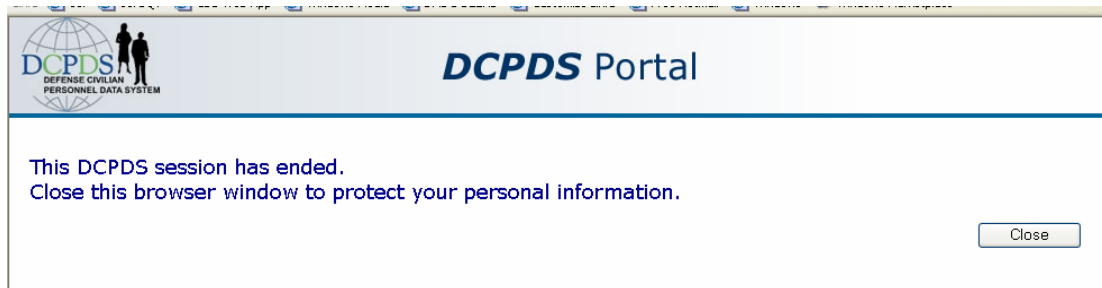 DCPDS
DEFENSE CIVILIAN
PERSONNEL DATA SYSTEM
DCPDS Portal
This DCPDS session has ended.
Close this browser window to protect your personal information.
Close